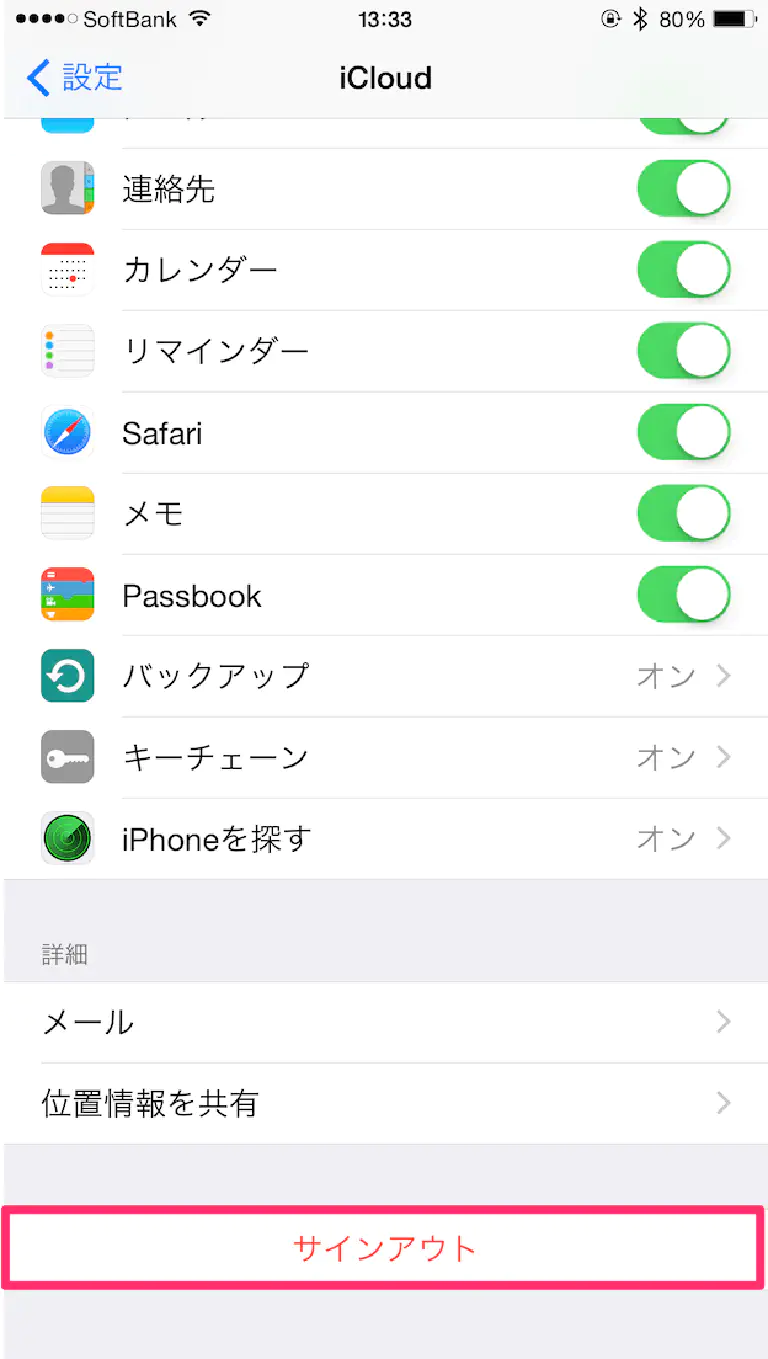 SoftBank 13:33 80%
設定 iCloud
連絡先
カレンダー
リマインダー
Safari
メモ
Passbook
バックアップ オン
キーチェーン オン
iPhoneを探す オン
詳細
メール
位置情報を共有
サインアウト